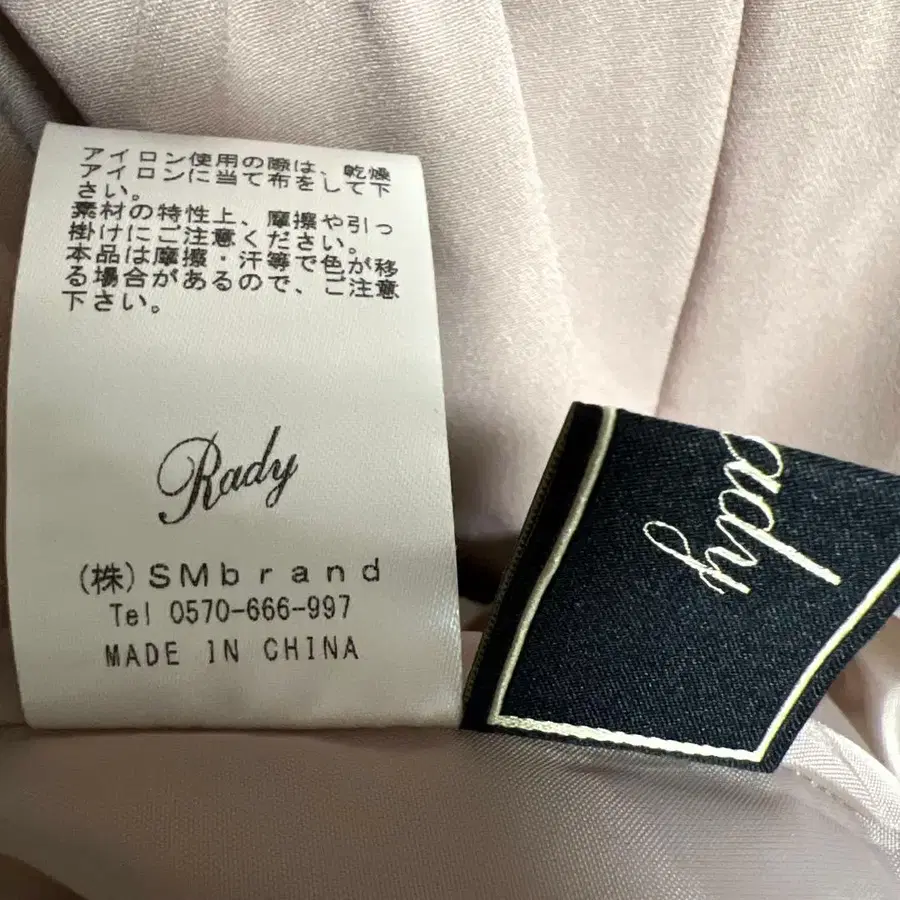 アイロン使用の際は、乾燥
アイロンに当て布をして下
さい。
素材の特性上、摩擦や引っ
掛けにご注意ください。
本品は摩擦・汗等で色が移
る場合があるので、ご注意
下さい。
Rady
(株)SMbrand
Tel 0570-666-997
MADE IN CHINA